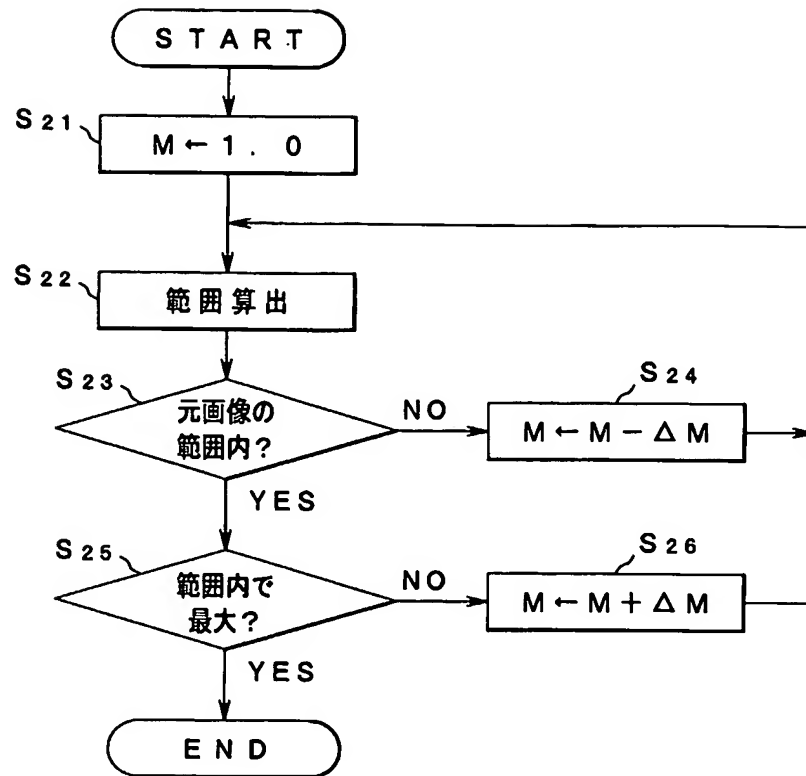 START
S21
M←1.0
S22
範囲算出
S23
元画像の
範囲内?
NO
S24
M←M-ΔM
YES
S25
範囲内で
最大?
NO
S26
M←M+ΔM
YES
END